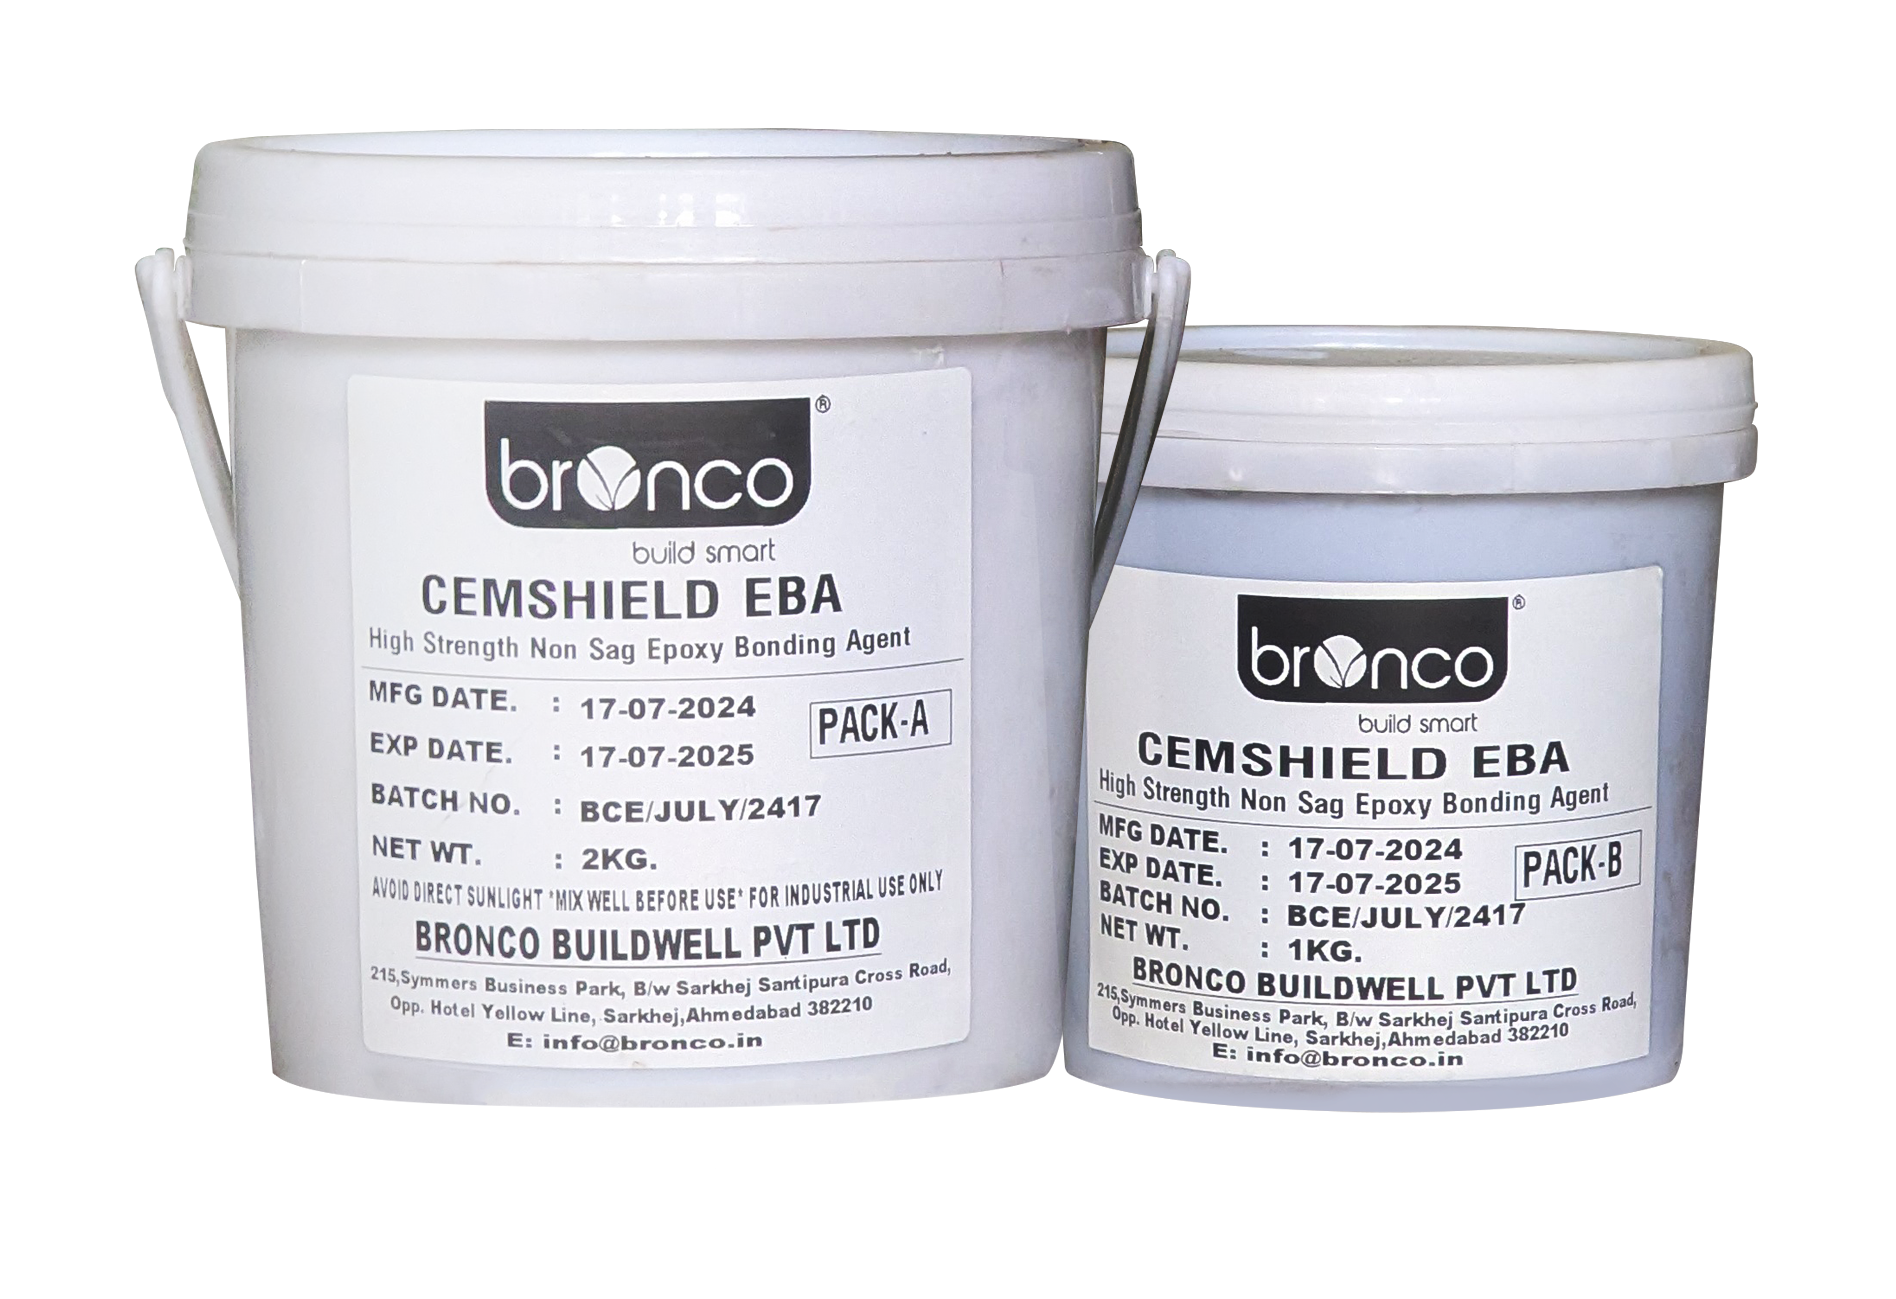 bronco®
build smart
CEMSHIELD EBA
High Strength Non Sag Epoxy Bonding Agent
MFG DATE. : 17-07-2024
EXP DATE. : 17-07-2025
PACK-A
BATCH NO. : BCE/JULY/2417
NET WT. : 2KG.
AVOID DIRECT SUNLIGHT *MIX WELL BEFORE USE* FOR INDUSTRIAL USE ONLY
BRONCO BUILDWELL PVT LTD
215,Symmers Business Park, B/w Sarkhej Santipura Cross Road,
Opp. Hotel Yellow Line, Sarkhej,Ahmedabad 382210
E: info@bronco.in
bronco®
build smart
CEMSHIELD EBA
High Strength Non Sag Epoxy Bonding Agent
MFG DATE. : 17-07-2024
EXP DATE. : 17-07-2025
PACK-B
BATCH NO. : BCE/JULY/2417
NET WT. : 1KG.
BRONCO BUILDWELL PVT LTD
215,Symmers Business Park, B/w Sarkhej Santipura Cross Road,
Opp. Hotel Yellow Line, Sarkhej,Ahmedabad 382210
E: info@bronco.in